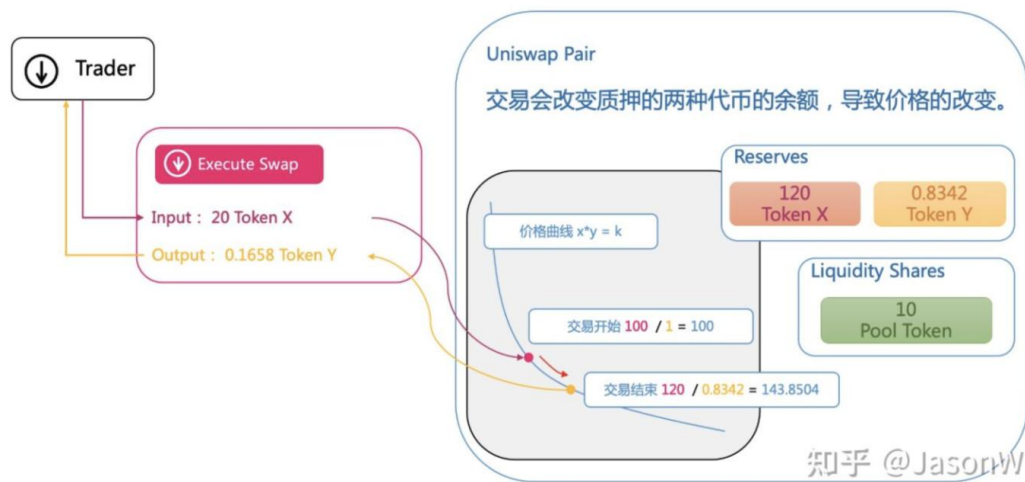 Trader
Execute Swap
Input： 20 Token X
Output： 0.1658 Token Y
Uniswap Pair
交易会改变质押的两种代币的余额，导致价格的改变。
Reserves
120
Token X
0.8342
Token Y
价格曲线 x*y = k
Liquidity Shares
10
Pool Token
交易开始 100 / 1 = 100
交易结束 120 / 0.8342 = 143.8504
知乎 @JasonW